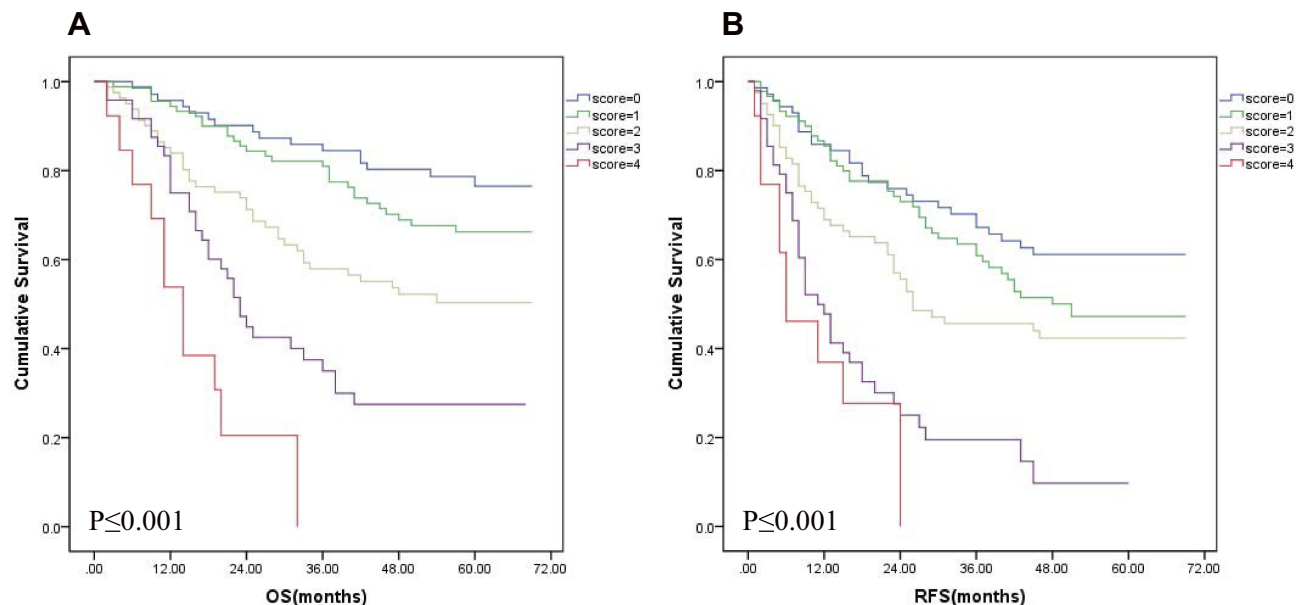 A
score=0
score=1
score=2
score=3
score=4
Cumulative Survival
1.0
0.8
0.6
0.4
0.2
0.0
P≤0.001
.00 12.00 24.00 36.00 48.00 60.00 72.00
OS(months)
B
score=0
score=1
score=2
score=3
score=4
Cumulative Survival
1.0
0.8
0.6
0.4
0.2
0.0
P≤0.001
.00 12.00 24.00 36.00 48.00 60.00 72.00
RFS(months)